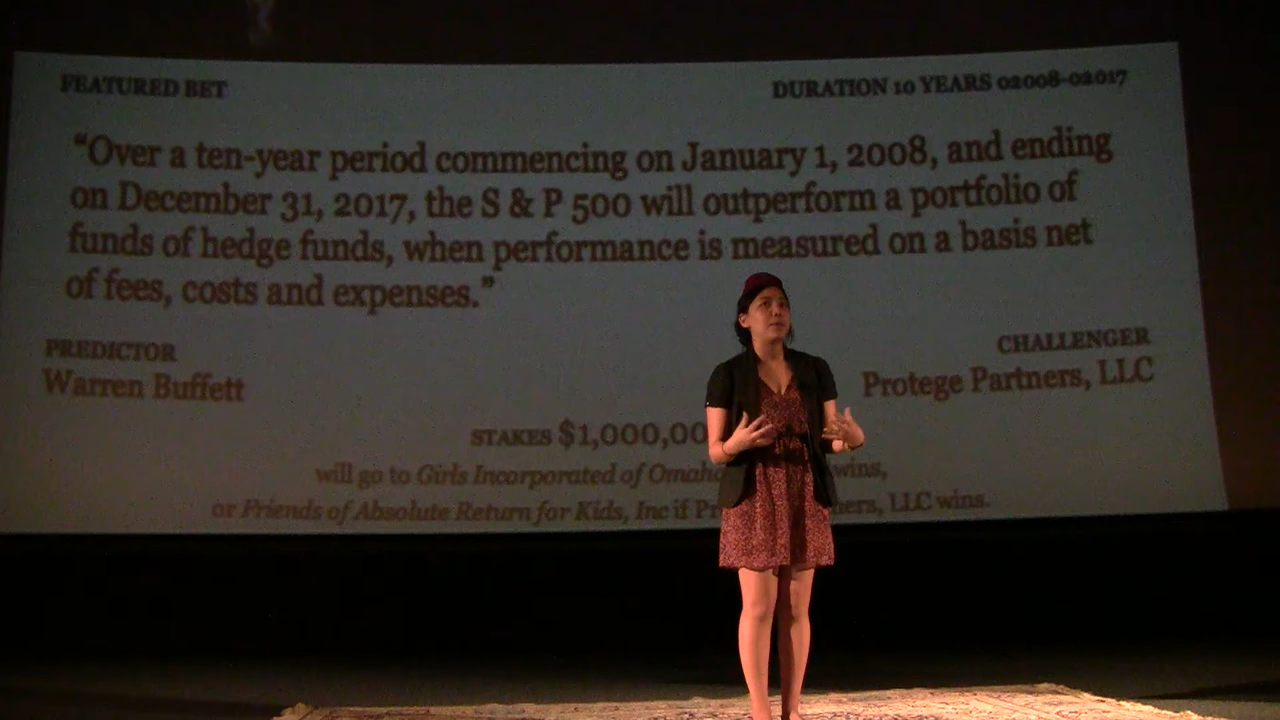 FEATURED BET
DURATION 10 YEARS 02008-02017
“Over a ten-year period commencing on January 1, 2008, and ending
on December 31, 2017, the S & P 500 will outperform a portfolio of
funds of hedge funds, when performance is measured on a basis net
of fees, costs and expenses.”
PREDICTOR
Warren Buffett
CHALLENGER
Protege Partners, LLC
STAKES $1,000,00
will go to Girls Incorporated of Omaha wins,
or Friends of Absolute Return for Kids, Inc if LLC wins.